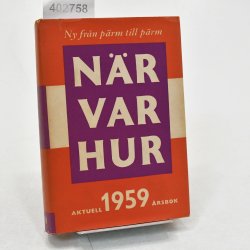 402758
Ny från pärm till pärm
NÄR
VAR
HUR
AKTUELL 1959 ÅRSBOK